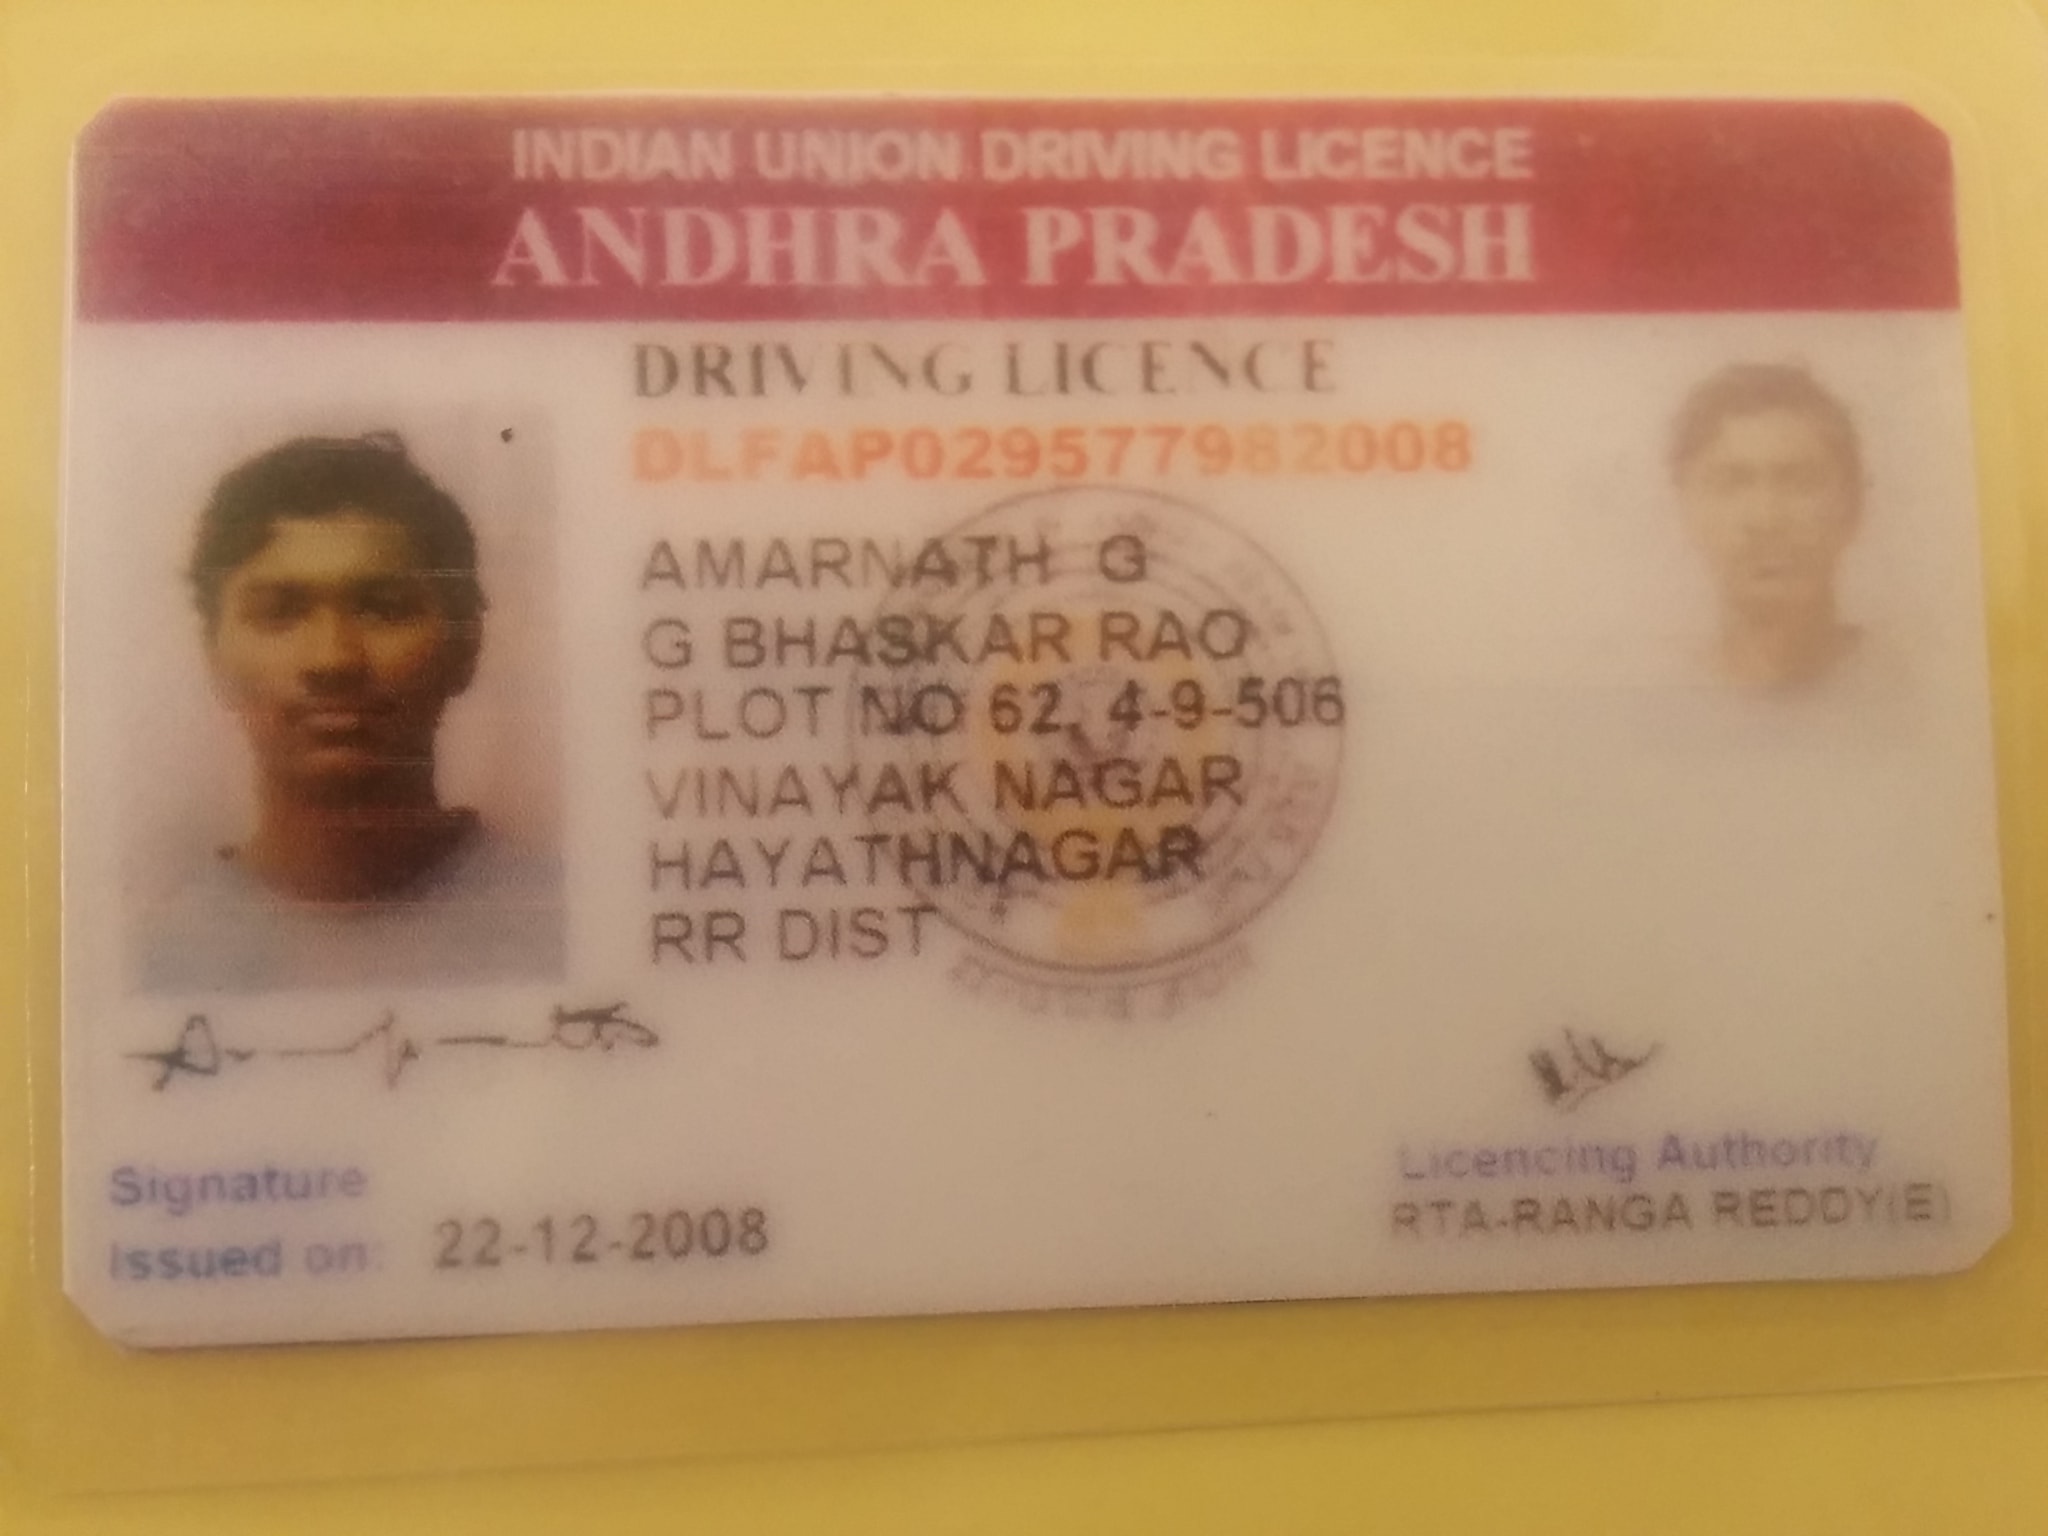 INDIAN UNION DRIVING LICENCE
ANDHRA PRADESH
DRIVING LICENCE
DLFAP029577982008
AMARNATH G
G BHASKAR RAO
PLOT NO 62, 4-9-506
VINAYAK NAGAR
HAYATHNAGAR
RR DIST
Signature
Issued on: 22-12-2008
Licencing Authority
RTA-RANGA REDDY(E)